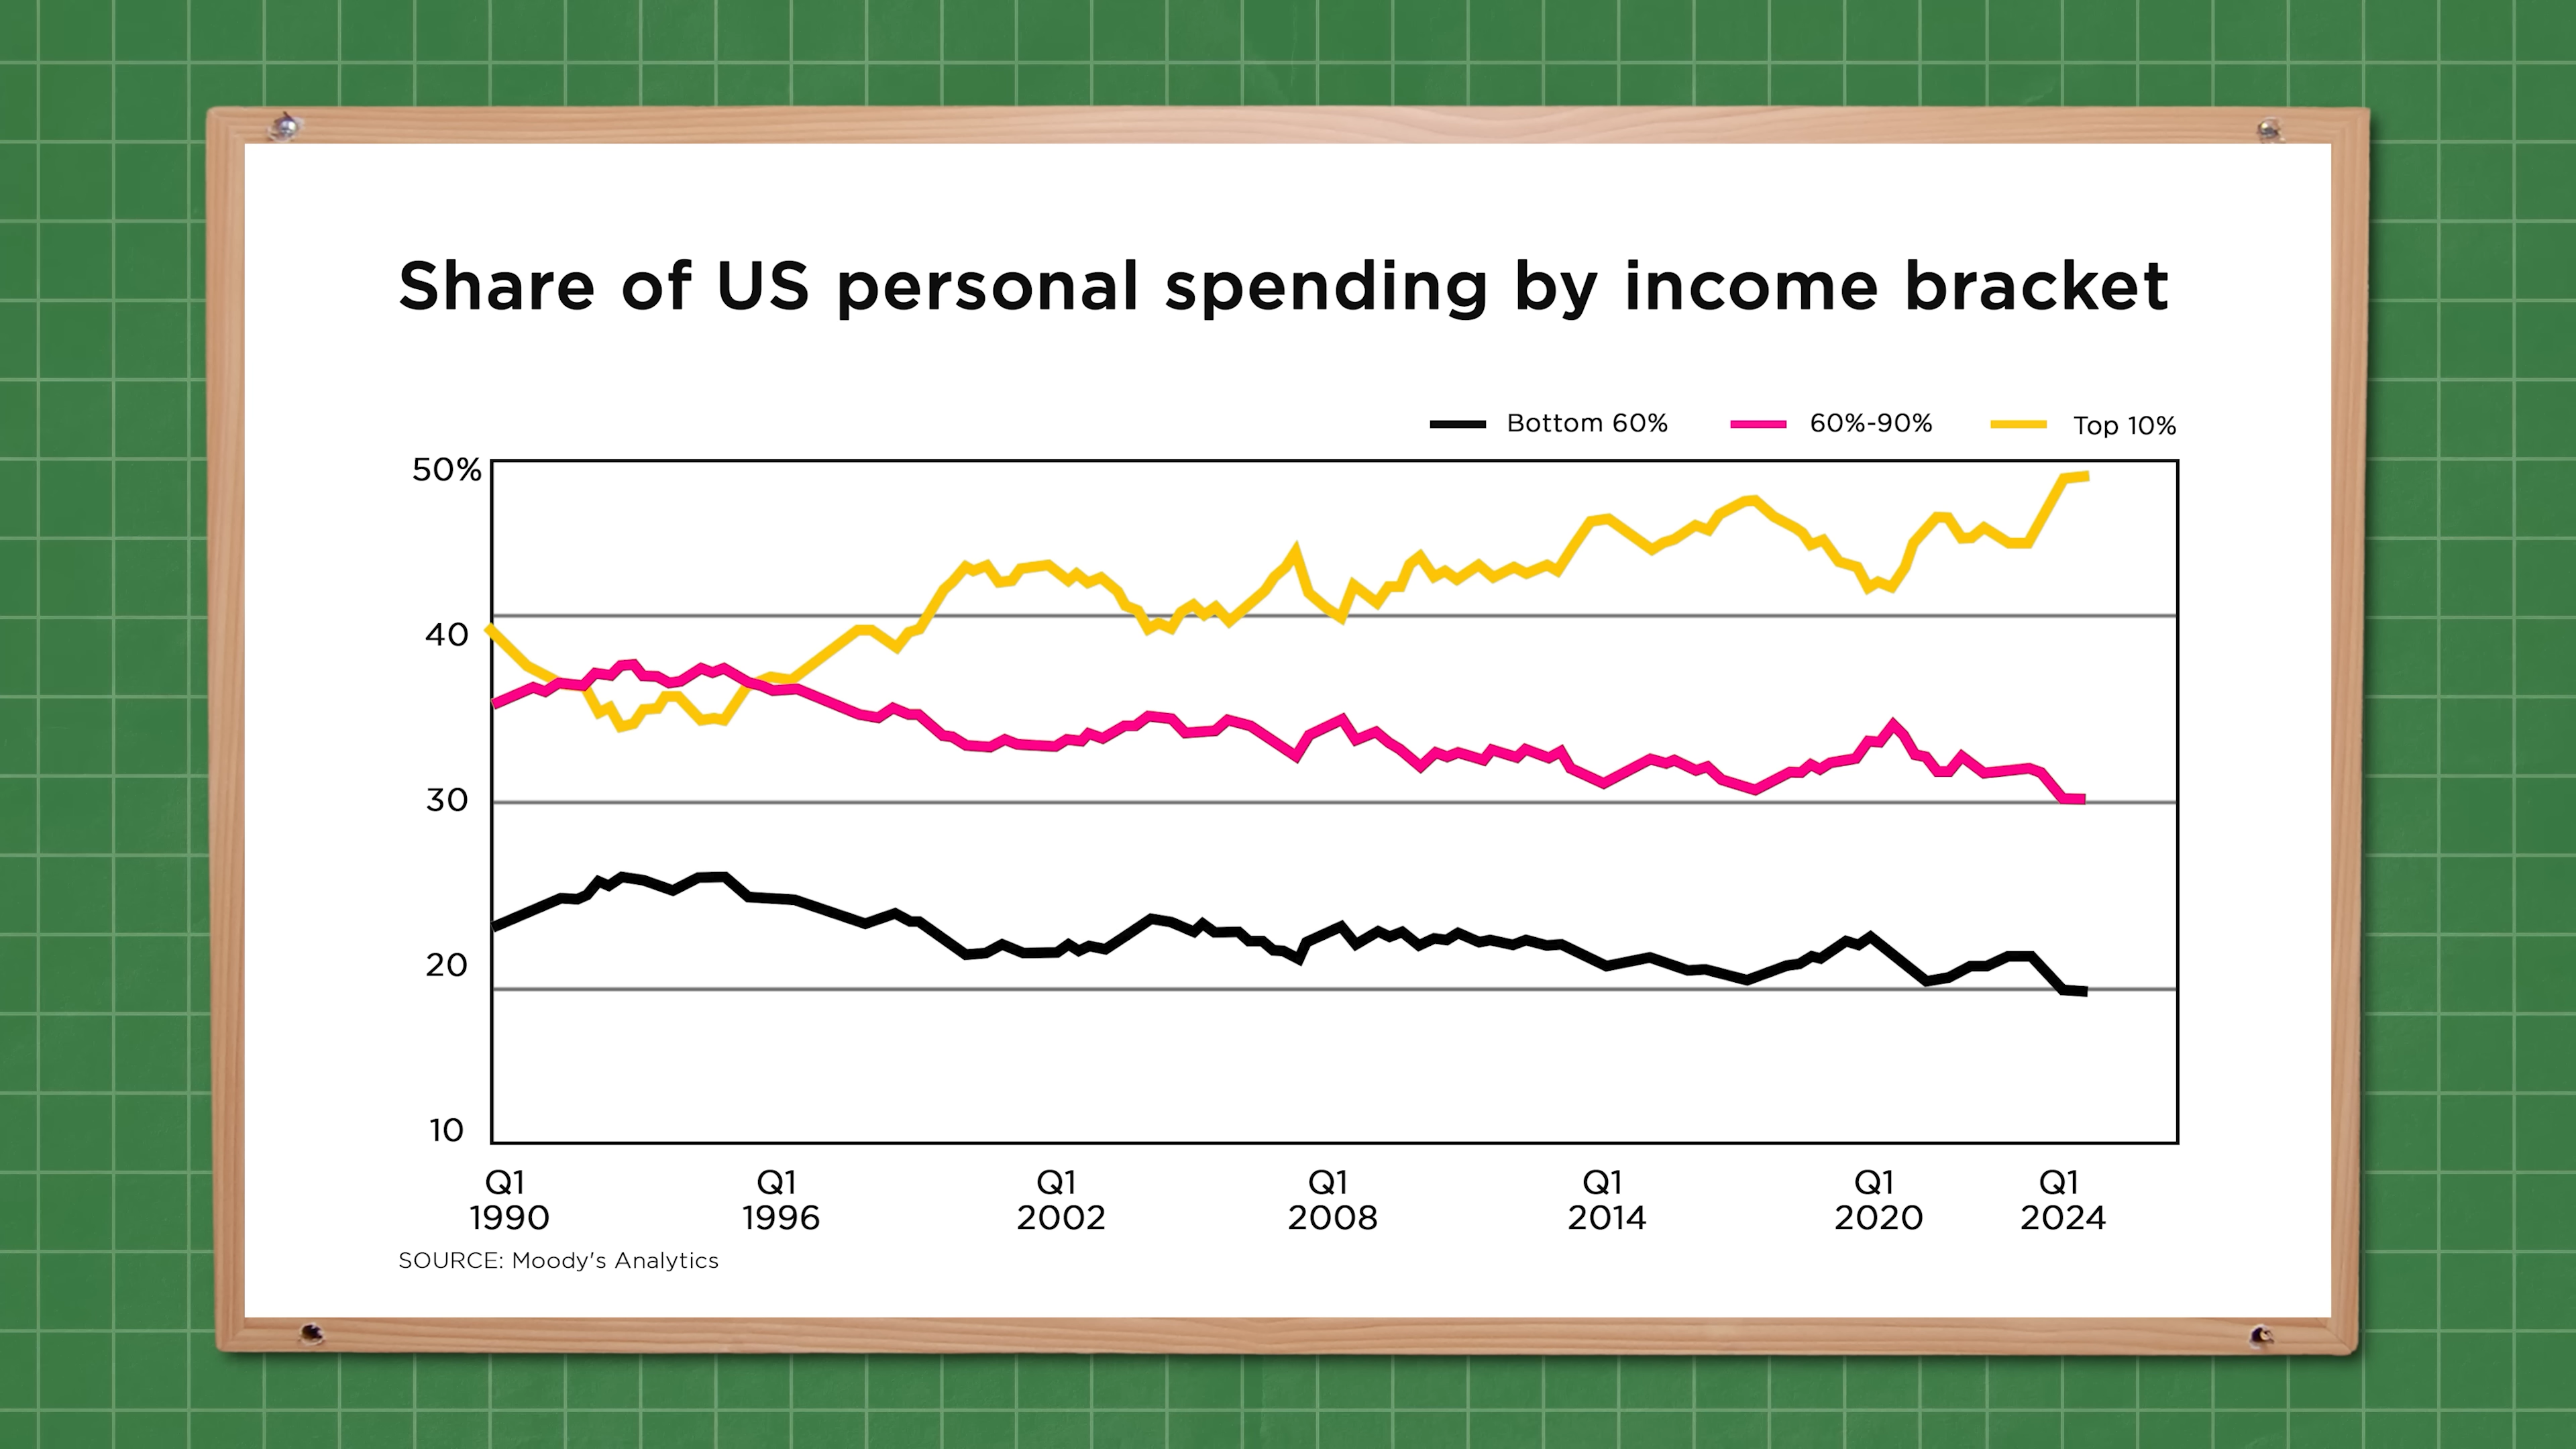 Share of US personal spending by income bracket
Bottom 60% 60%-90% Top 10%
50%
40
30
20
10
Q1 Q1 Q1 Q1 Q1 Q1 Q1
1990 1996 2002 2008 2014 2020 2024
SOURCE: Moody's Analytics